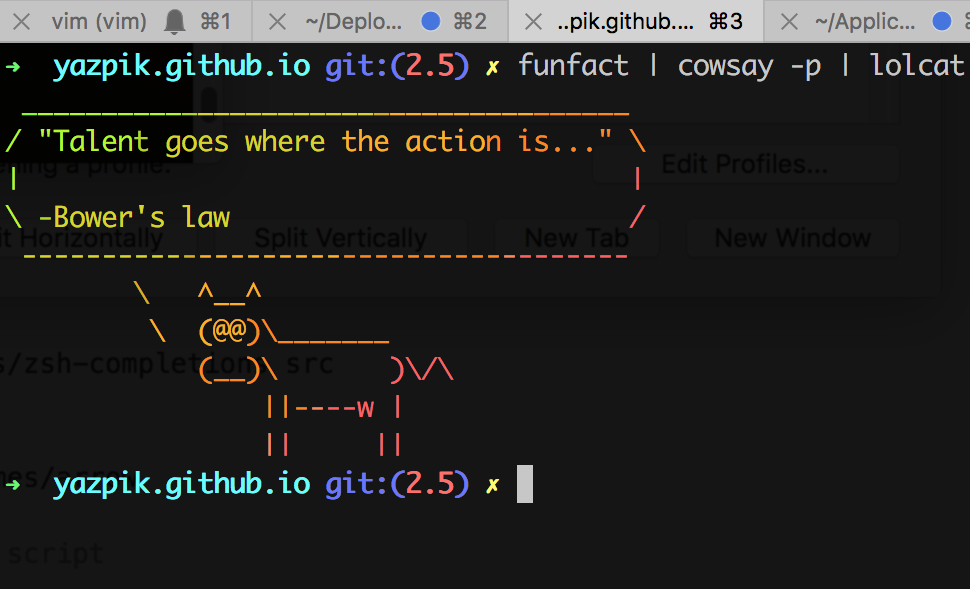 vim (vim) ⌘1 ~/Deplo... ⌘2 ..pik.github.... ⌘3 ~/Applic...
➜ yazpik.github.io git:(2.5) ✗ funfact | cowsay -p | lolcat
 _______________________________________
/ "Talent goes where the action is..." \
|                                       |
\ -Bower's law                          /
 ---------------------------------------
        \   ^__^
         \  (@@)\_______
            (__)\       )\/\
                ||----w |
                ||     ||
Edit Profiles...
Horizontally Split Vertically New Tab New Window
s/zsh-completion src
➜ yazpik.github.io git:(2.5) ✗
script